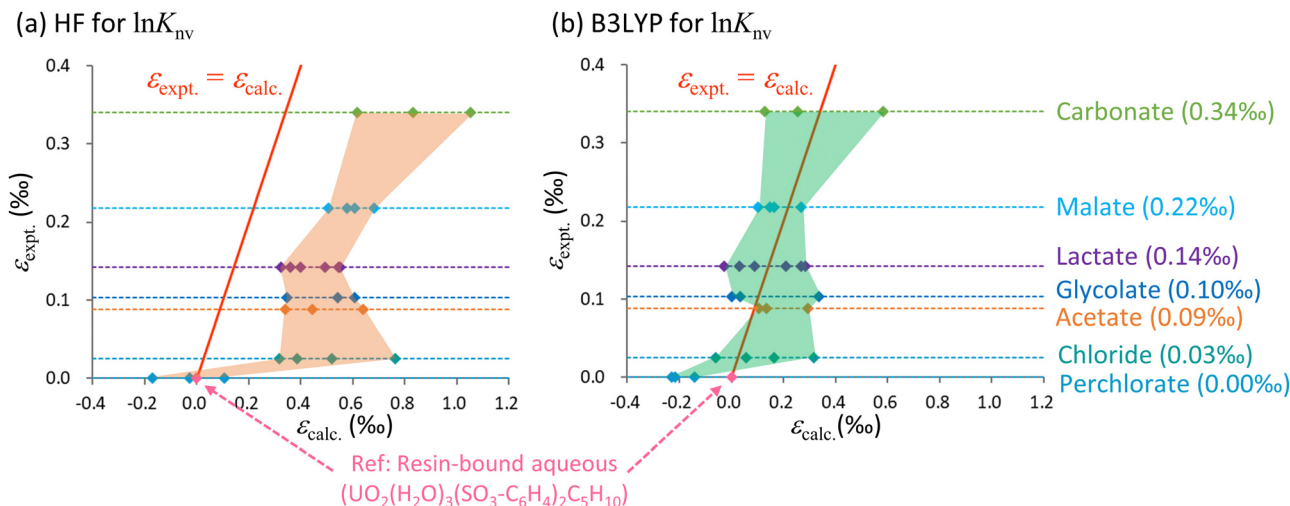 (a) HF for lnKnv
(b) B3LYP for lnKnv
0.4
0.3
0.2
0.1
0.0
εexpt. (‰)
εexpt. = εcalc.
-0.4 -0.2 0.0 0.2 0.4 0.6 0.8 1.0 1.2
εcalc. (‰)
0.4
0.3
0.2
0.1
0.0
εexpt. (‰)
εexpt. = εcalc.
-0.4 -0.2 0.0 0.2 0.4 0.6 0.8 1.0 1.2
εcalc.(‰)
Carbonate (0.34‰)
Malate (0.22‰)
Lactate (0.14‰)
Glycolate (0.10‰)
Acetate (0.09‰)
Chloride (0.03‰)
Perchlorate (0.00‰)
Ref: Resin-bound aqueous
(UO₂(H₂O)₃(SO₃-C₆H₄)₂C₅H₁₀)